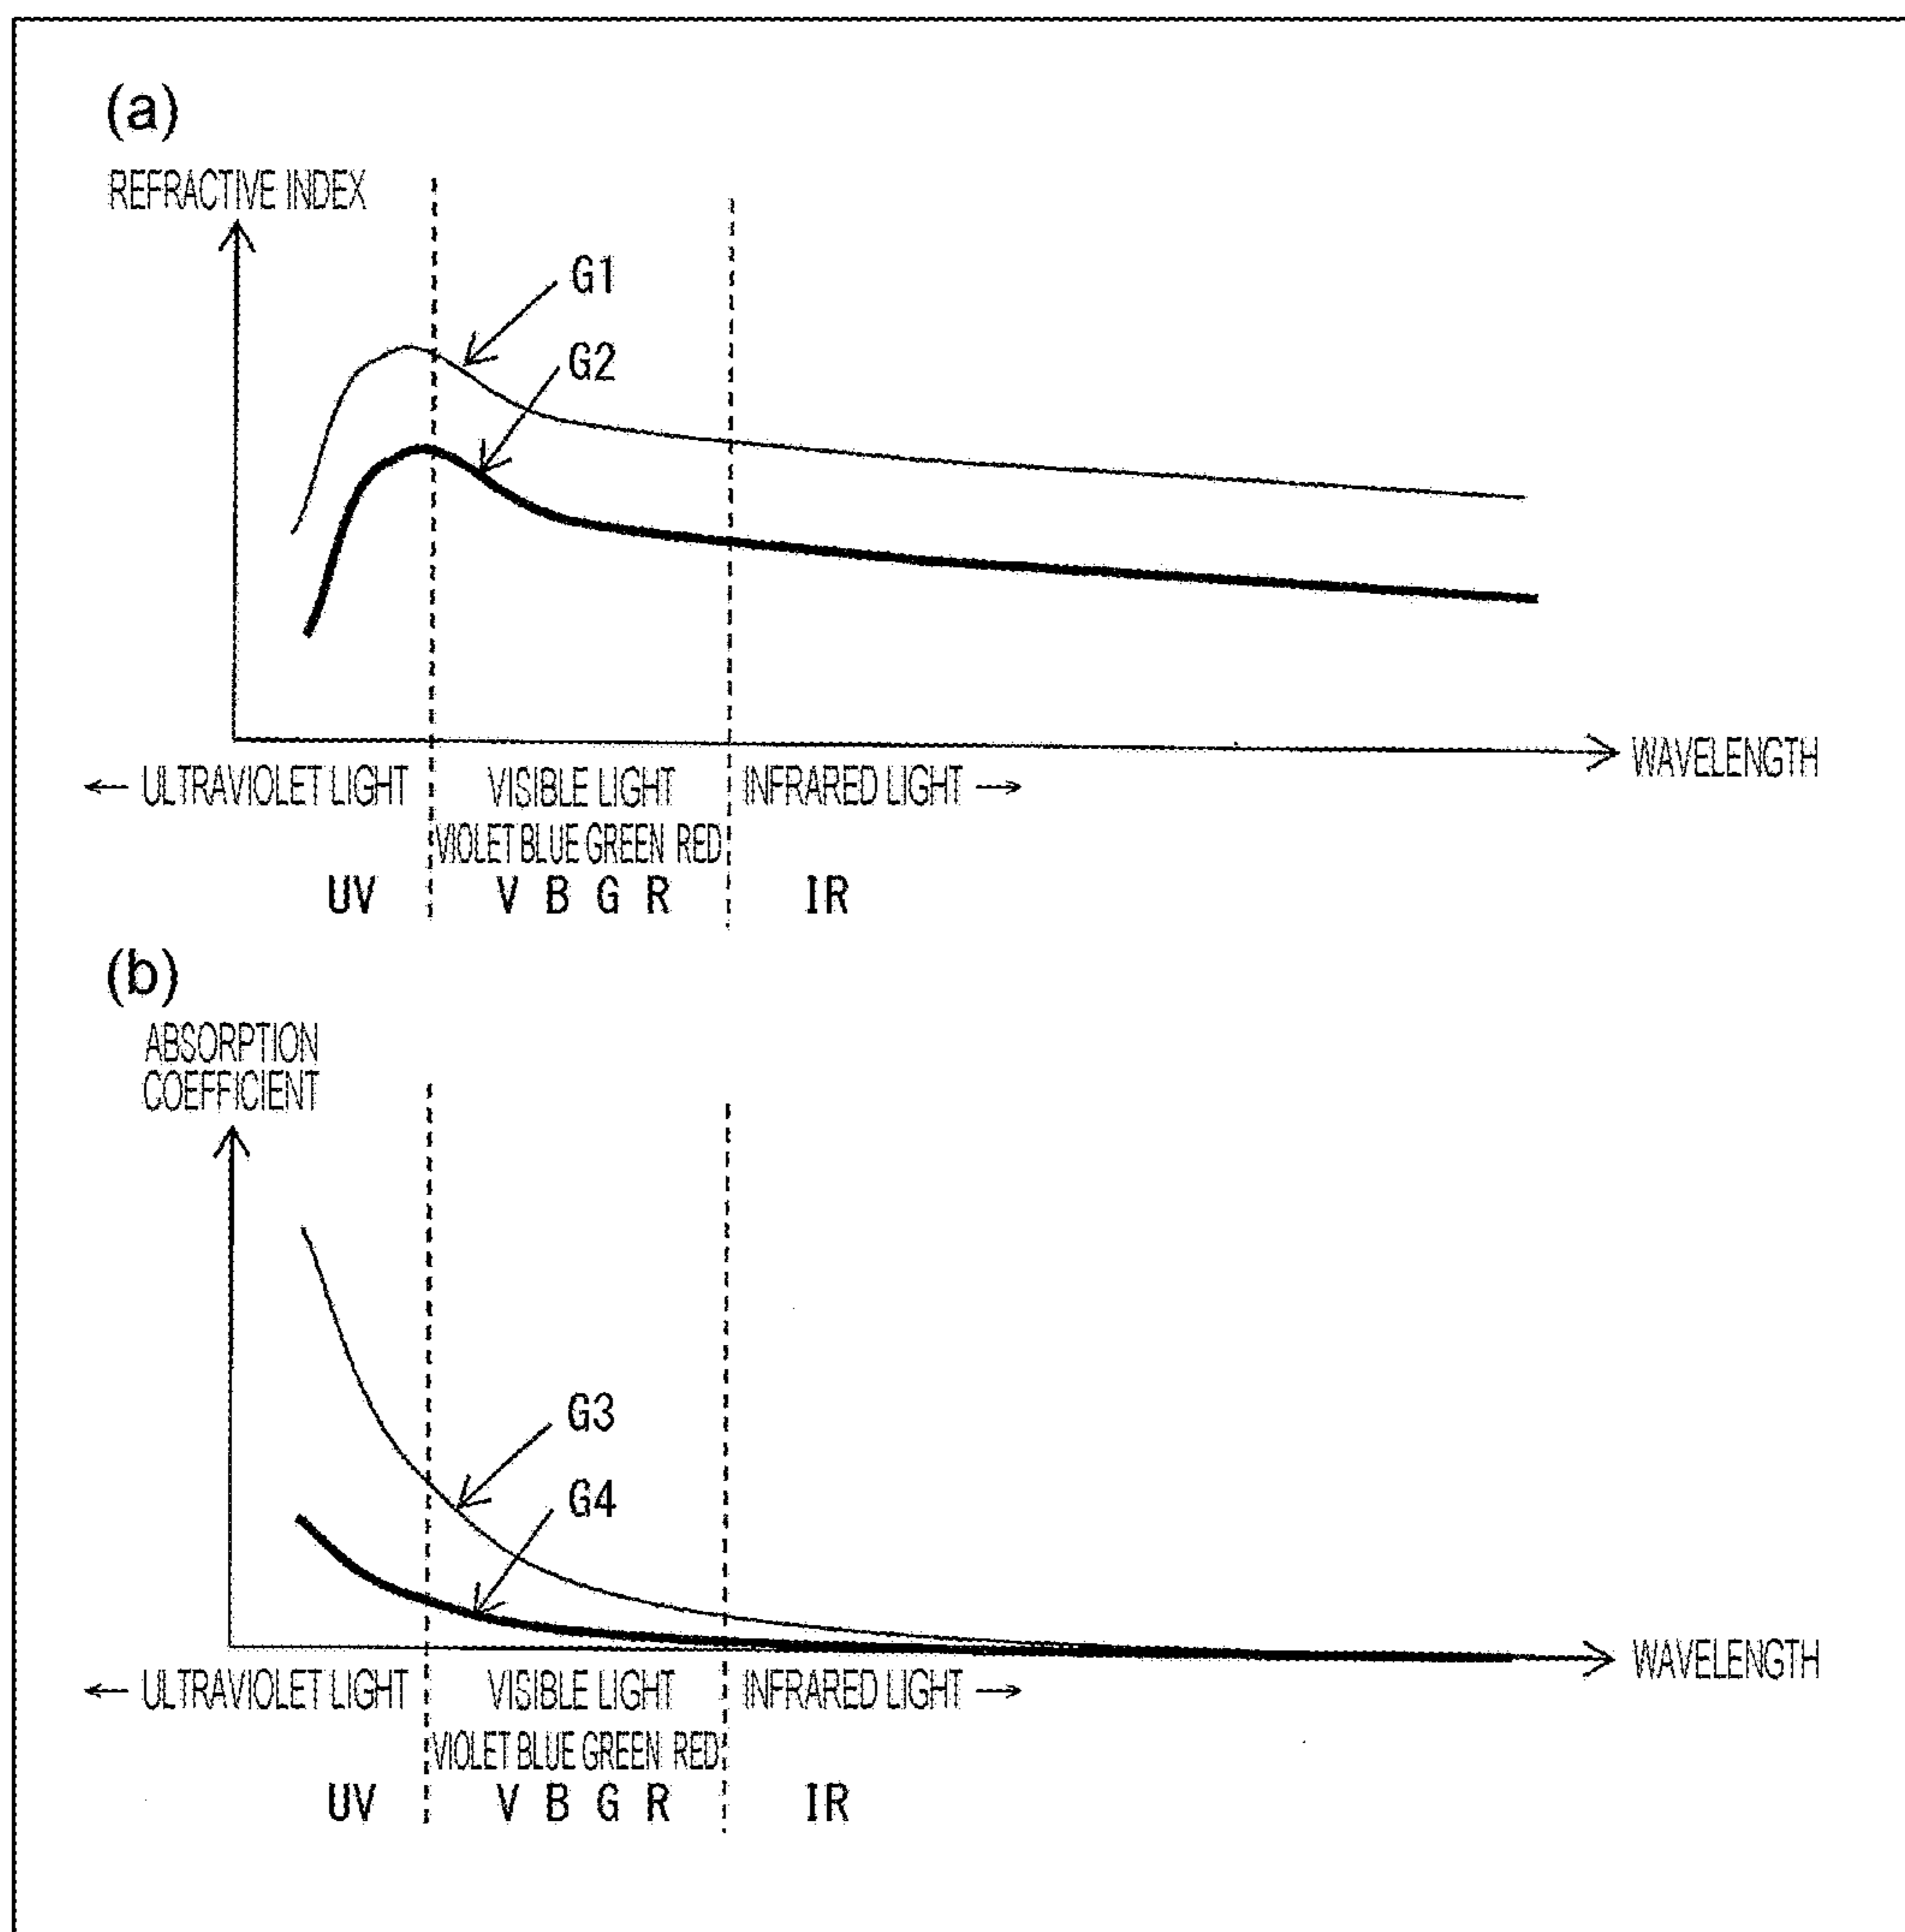 (a)
REFRACTIVE INDEX
G1
G2
WAVELENGTH
← ULTRAVIOLET LIGHT VISIBLE LIGHT INFRARED LIGHT →
VIOLET BLUE GREEN RED
UV V B G R IR
(b)
ABSORPTION
COEFFICIENT
G3
G4
WAVELENGTH
← ULTRAVIOLET LIGHT VISIBLE LIGHT INFRARED LIGHT →
VIOLET BLUE GREEN RED
UV V B G R IR